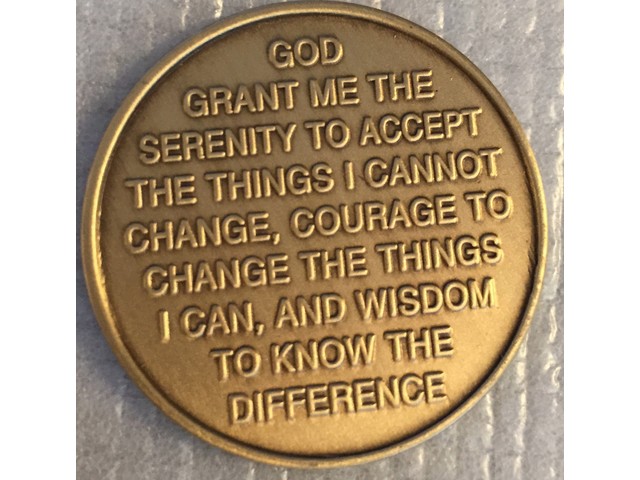 GOD
GRANT ME THE
SERENITY TO ACCEPT
THE THINGS I CANNOT
CHANGE, COURAGE TO
CHANGE THE THINGS
I CAN, AND WISDOM
TO KNOW THE
DIFFERENCE